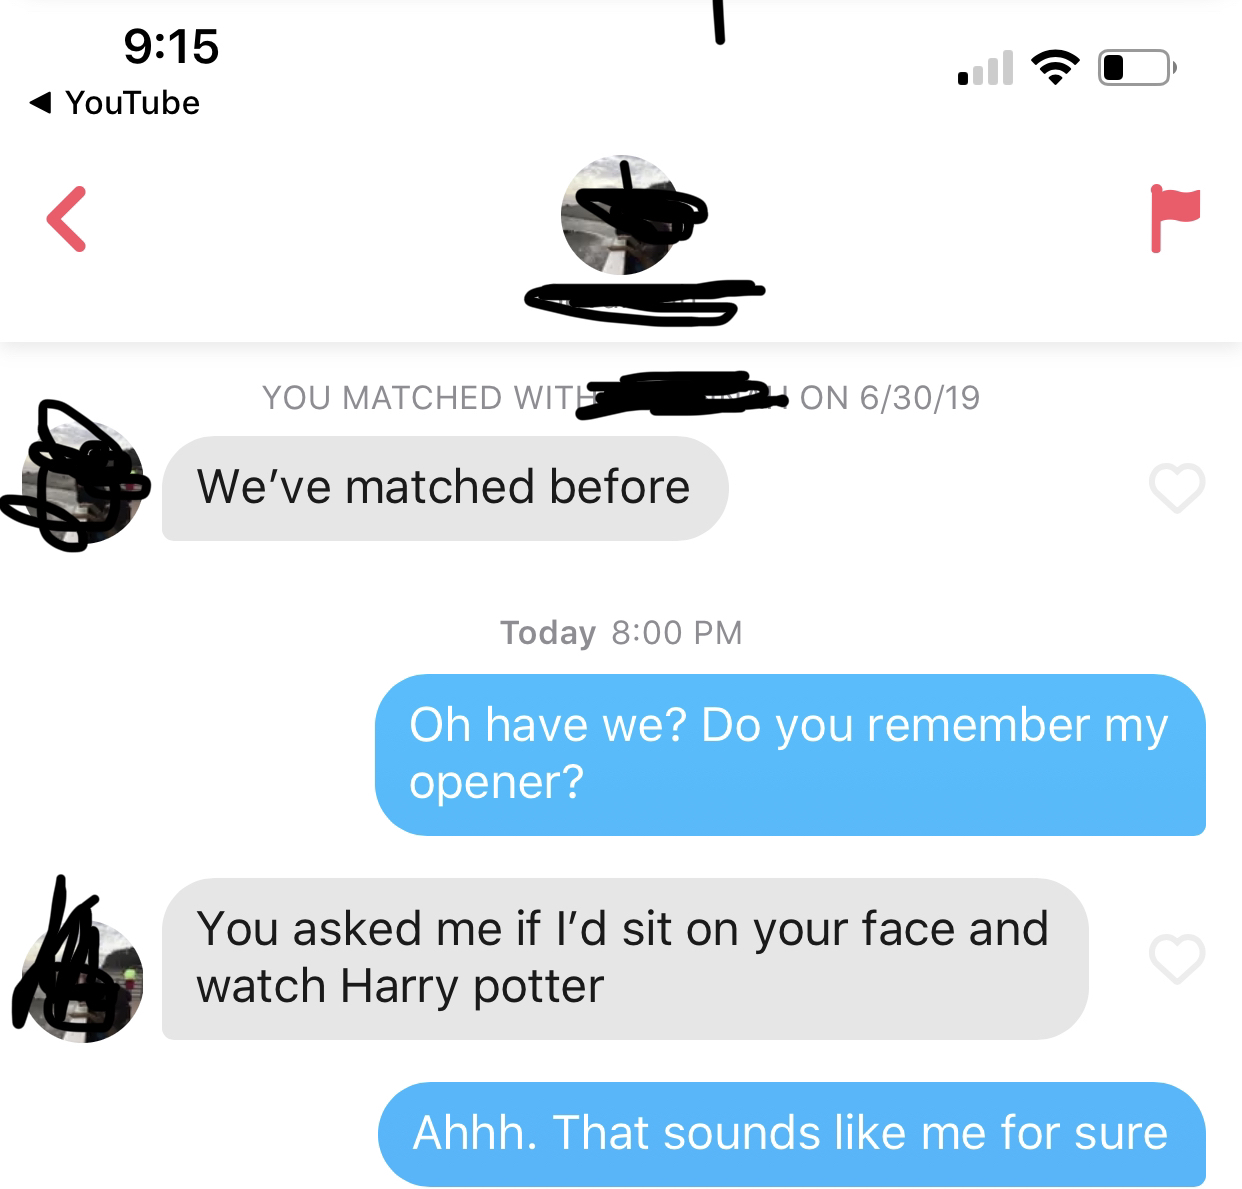 9:15
◀ YouTube
YOU MATCHED WITH ON 6/30/19
We’ve matched before
Today 8:00 PM
Oh have we? Do you remember my
opener?
You asked me if I’d sit on your face and
watch Harry potter
Ahhh. That sounds like me for sure